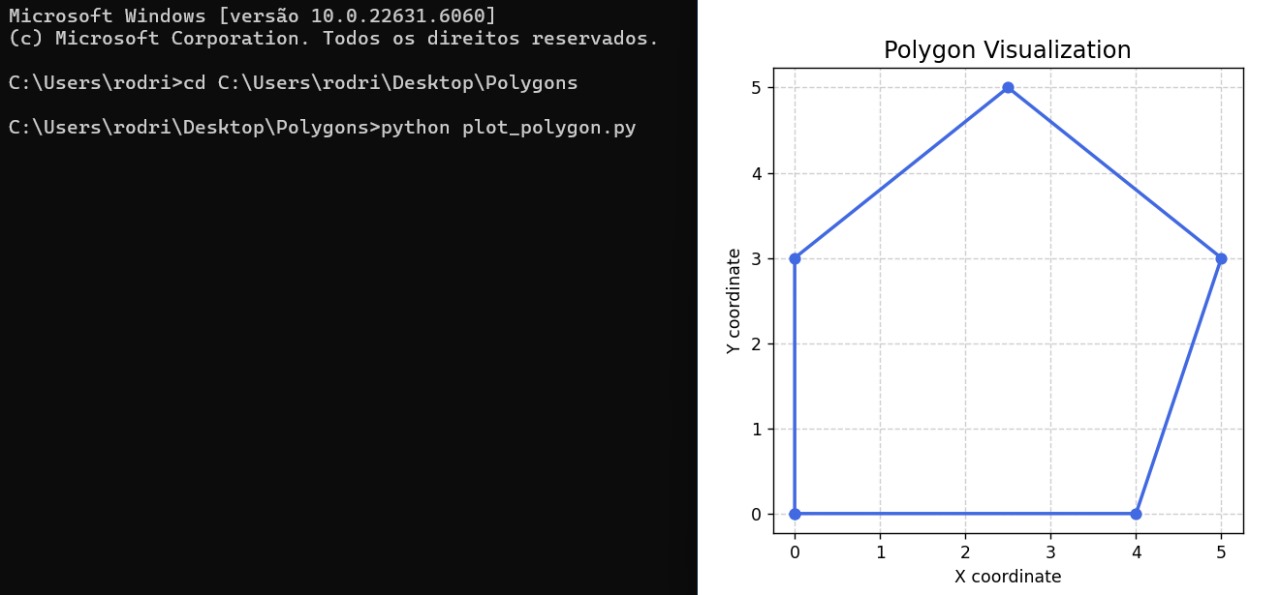 Microsoft Windows [versão 10.0.22631.6060]
(c) Microsoft Corporation. Todos os direitos reservados.
C:\Users\rodri>cd C:\Users\rodri\Desktop\Polygons
C:\Users\rodri\Desktop\Polygons>python plot_polygon.py
Polygon Visualization
5
4
3
2
1
0
Y coordinate
0 1 2 3 4 5
X coordinate